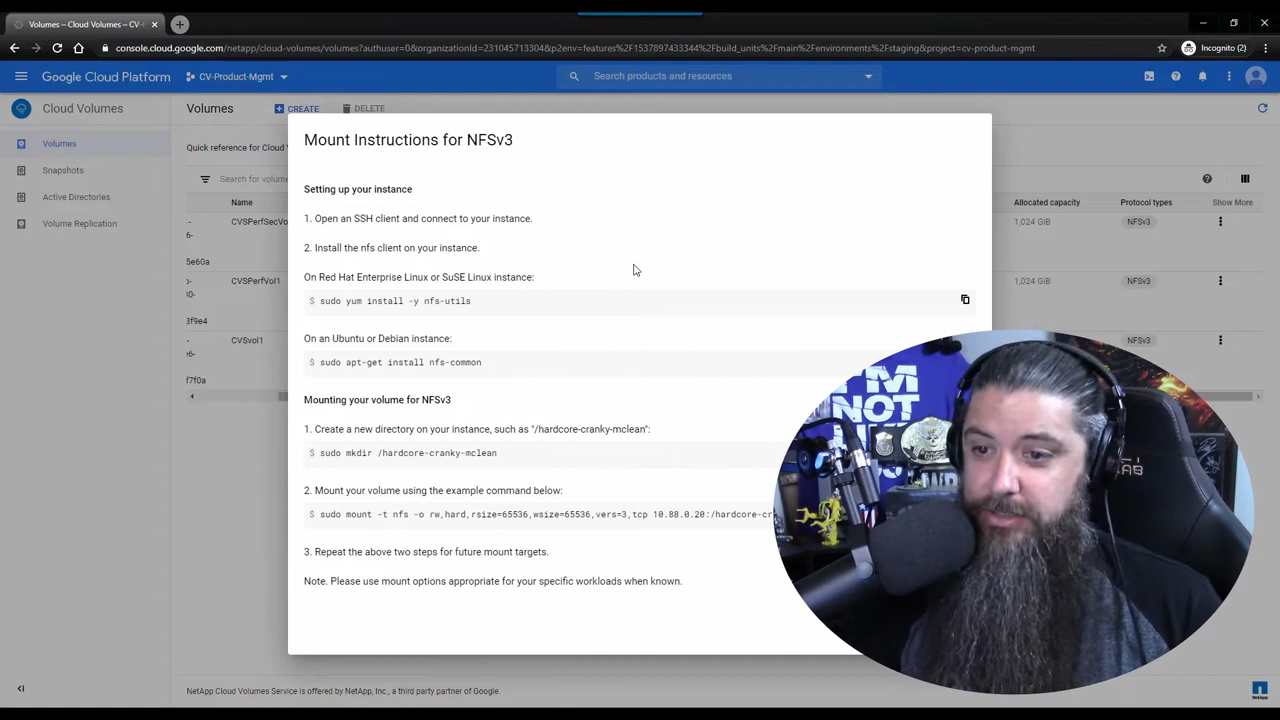 Volumes – Cloud Volumes – CV-
console.cloud.google.com/netapp/cloud-volumes/volumes?authuser=0&organizationId=231045713304&p2env=features%2F1537897433344%2Fbuild_units%2Fmain%2Fenvironments%2Fstaging&project=cv-product-mgmt
Incognito (2)
Google Cloud Platform
CV-Product-Mgmt
Search products and resources
Cloud Volumes
Volumes
CREATE
DELETE
Volumes
Snapshots
Active Directories
Volume Replication
Quick reference for Cloud
Search for volume
Name
Allocated capacity
Protocol types
Show More
CVSPerfSecVo
1,024 GiB
NFSv3
6-
5e60a
CVSPerfVol1
1,024 GiB
NFSv3
3f9e4
CVSvol1
NFSv3
e6-
f7f0a
Mount Instructions for NFSv3
Setting up your instance
1. Open an SSH client and connect to your instance.
2. Install the nfs client on your instance.
On Red Hat Enterprise Linux or SuSE Linux instance:
$ sudo yum install -y nfs-utils
On an Ubuntu or Debian instance:
$ sudo apt-get install nfs-common
Mounting your volume for NFSv3
1. Create a new directory on your instance, such as "/hardcore-cranky-mclean":
$ sudo mkdir /hardcore-cranky-mclean
2. Mount your volume using the example command below:
$ sudo mount -t nfs -o rw,hard,rsize=65536,wsize=65536,vers=3,tcp 10.88.0.20:/hardcore-cr
3. Repeat the above two steps for future mount targets.
Note. Please use mount options appropriate for your specific workloads when known.
I'M
NOT
NetApp Cloud Volumes Service is offered by NetApp, Inc., a third party partner of Google.
NetApp